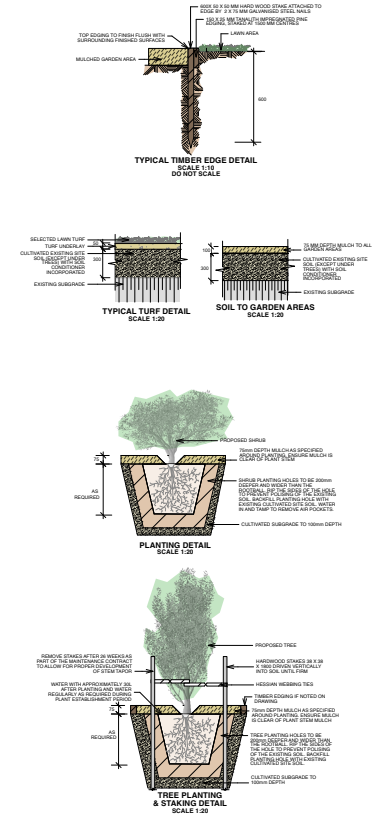 600X 50 X 50 MM HARD WOOD STAKE ATTACHED TO
EDGE BY 2 X 75 MM GALVANISED STEEL NAILS
150 X 25 MM TANALITH IMPREGNATED PINE
EDGING, STAKED AT 1500 MM CENTRES
LAWN AREA
TOP EDGING TO FINISH FLUSH WITH
SURROUNDING FINISHED SURFACES
MULCHED GARDEN AREA
600
TYPICAL TIMBER EDGE DETAIL
SCALE 1:10
DO NOT SCALE
SELECTED LAWN TURF
TURF UNDERLAY
CULTIVATED EXISTING SITE
SOIL (EXCEPT UNDER
TREES) WITH SOIL
CONDITIONER
INCORPORATED
EXISTING SUBGRADE
300
TYPICAL TURF DETAIL
SCALE 1:20
100
300
75 MM DEPTH MULCH TO ALL
GARDEN AREAS
CULTIVATED EXISTING SITE
SOIL (EXCEPT UNDER
TREES) WITH SOIL
CONDITIONER
INCORPORATED
EXISTING SUBGRADE
SOIL TO GARDEN AREAS
SCALE 1:20
PROPOSED SHRUB
75mm DEPTH MULCH AS SPECIFIED
AROUND PLANTING. ENSURE MULCH IS
CLEAR OF PLANT STEM
75
AS
REQUIRED
SHRUB PLANTING HOLES TO BE 200mm
DEEPER AND WIDER THAN THE
ROOTBALL. RIP THE SIDES OF THE HOLE
TO PREVENT POLISING OF THE EXISTING
SOIL. BACKFILL PLANTING HOLE WITH
EXISTING CULTIVATED SITE SOIL. WATER
IN AND TAMP TO REMOVE AIR POCKETS.
CULTIVATED SUBGRADE TO 100mm DEPTH
PLANTING DETAIL
SCALE 1:20
PROPOSED TREE
REMOVE STAKES AFTER 26 WEEKS AS
PART OF THE MAINTENANCE CONTRACT
TO ALLOW FOR PROPER DEVELOPMENT
OF STEM TAPOR
HARDWOOD STAKES 38 X 38
X 1800 DRIVEN VERTICALLY
INTO SOIL UNTIL FIRM
HESSIAN WEBBING TIES
WATER WITH APPROXIMATELY 30L
AFTER PLANTING AND WATER
REGULARLY AS REQUIRED DURING
PLANT ESTABLISHMENT PERIOD
TIMBER EDGING IF NOTED ON
DRAWING
75mm DEPTH MULCH AS SPECIFIED
AROUND PLANTING. ENSURE MULCH
IS CLEAR OF PLANT STEM MULCH
75
AS
REQUIRED
TREE PLANTING HOLES TO BE
200mm DEEPER AND WIDER THAN
THE ROOTBALL. RIP THE SIDES OF
THE HOLE TO PREVENT POLISING
OF THE EXISTING SOIL. BACKFILL
PLANTING HOLE WITH EXISTING
CULTIVATED SITE SOIL.
CULTIVATED SUBGRADE TO
100mm DEPTH
TREE PLANTING
& STAKING DETAIL
SCALE 1:20